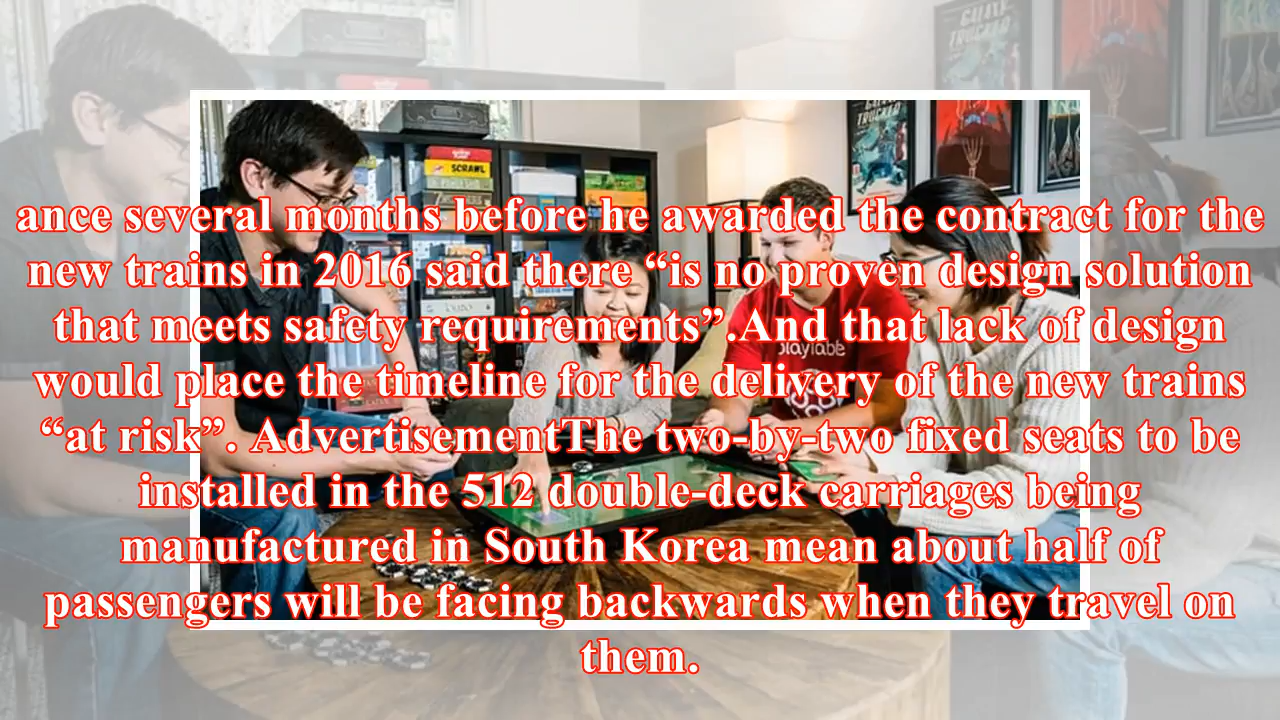 GALAXY
TRUCKER
SCRAWL
ance several months before he awarded the contract for the
new trains in 2016 said there “is no proven design solution
that meets safety requirements”.And that lack of design
would place the timeline for the delivery of the new trains
“at risk”. AdvertisementThe two-by-two fixed seats to be
installed in the 512 double-deck carriages being
manufactured in South Korea mean about half of
passengers will be facing backwards when they travel on
them.
playtable